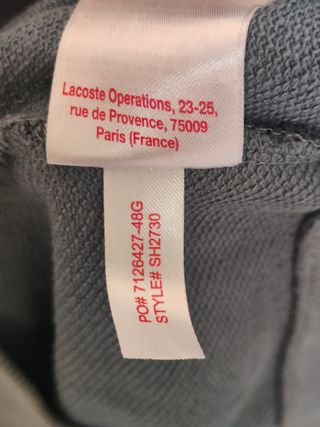 Lacoste Operations, 23-25,
rue de Provence, 75009
Paris (France)
PO# 7126427-48G
STYLE# SH2730